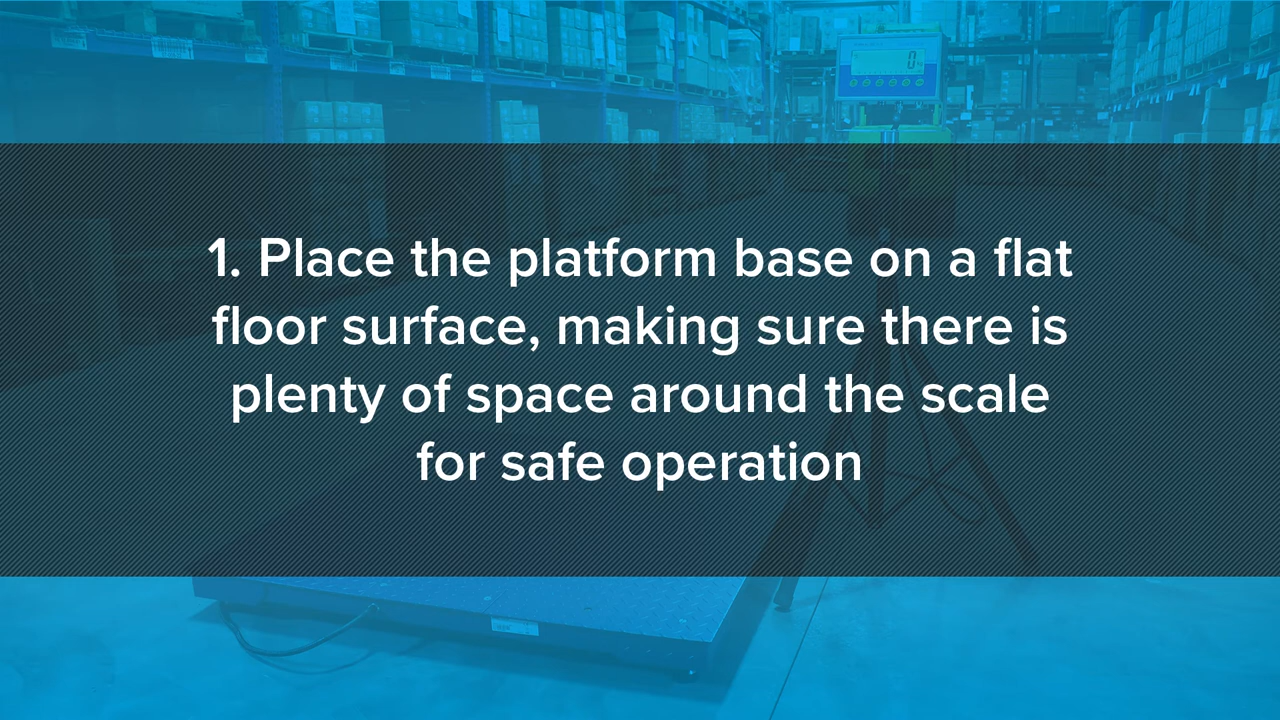 0
1. Place the platform base on a flat
floor surface, making sure there is
plenty of space around the scale
for safe operation